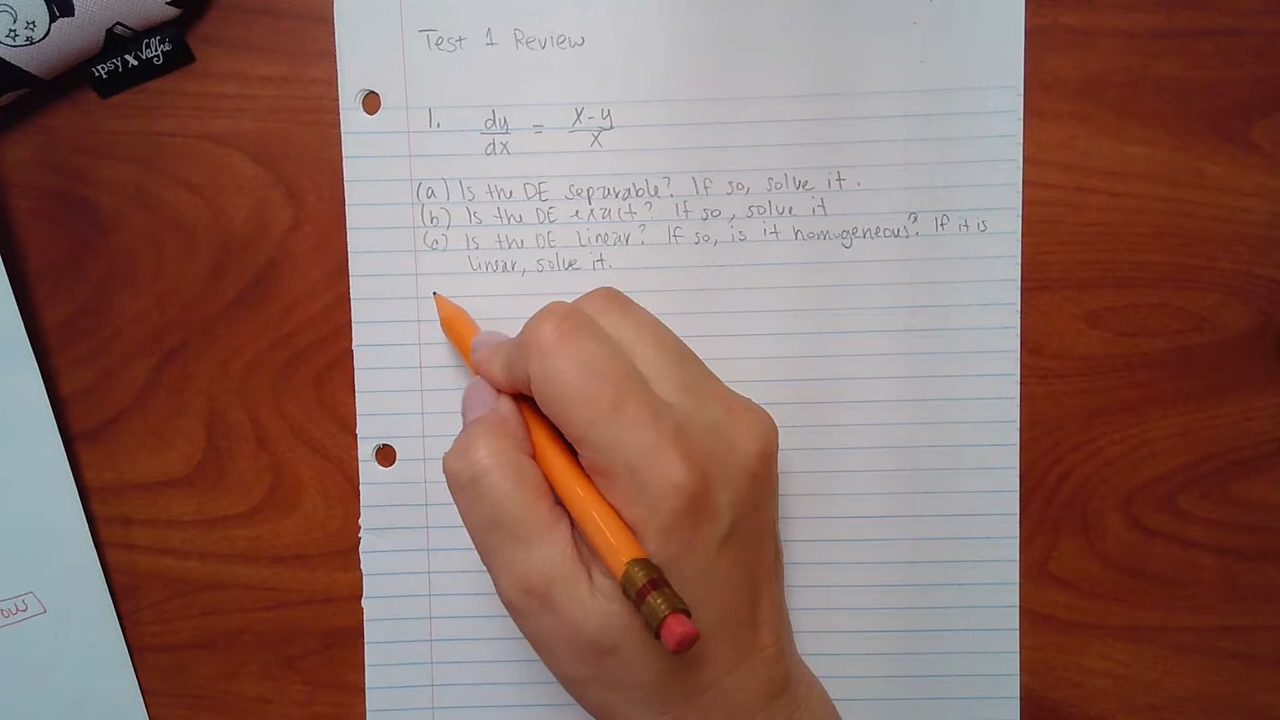 ipsy x Valfré
Test 1 Review
1. dy/dx = x-y/x
(a) Is the DE separable? If so, solve it.
(b) Is the DE exact? If so, solve it
(c) Is the DE linear? If so, is it homogeneous? If it is
linear, solve it.
ous